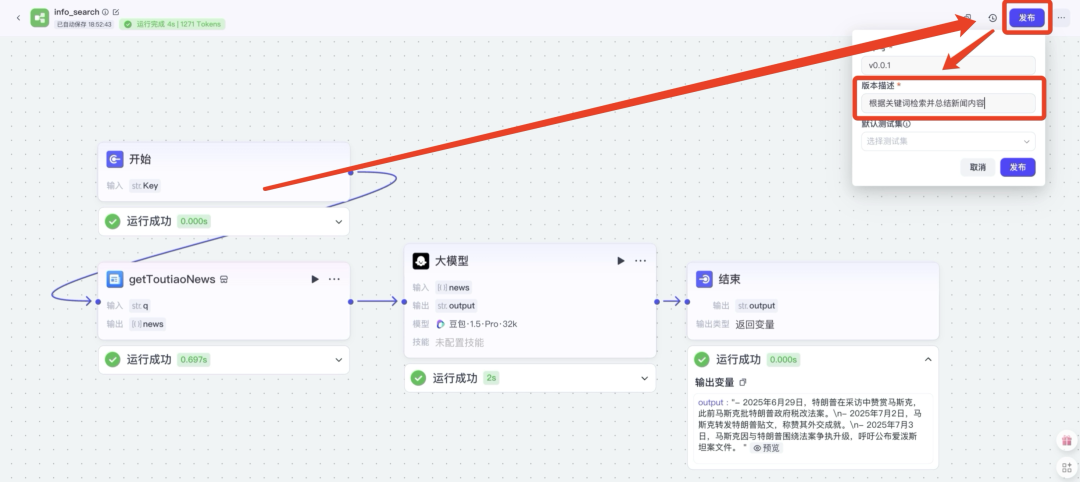 info_search
已自动保存 18:52:43
运行完成 4s | 1271 Tokens
发布
v0.0.1
版本描述 *
根据关键词检索并总结新闻内容
默认测试集
选择测试集
取消
发布
开始
输入 str. Key
运行成功 0.000s
getToutiaoNews
输入 str. q
输出 [{}] news
运行成功 0.697s
大模型
输入 [{}] news
输出 str. output
模型 豆包·1.5·Pro·32k
技能 未配置技能
运行成功 2s
结束
输出 str. output
输出类型 返回变量
运行成功 0.000s
输出变量
output : "- 2025年6月29日，特朗普在采访中赞赏马斯克，
此前马斯克批特朗普政府税改法案。\n- 2025年7月2日，马
斯克转发特朗普贴文，称赞其外交成就。\n- 2025年7月3
日，马斯克因与特朗普围绕法案争执升级，呼吁公布爱泼斯
坦案文件。 " 预览